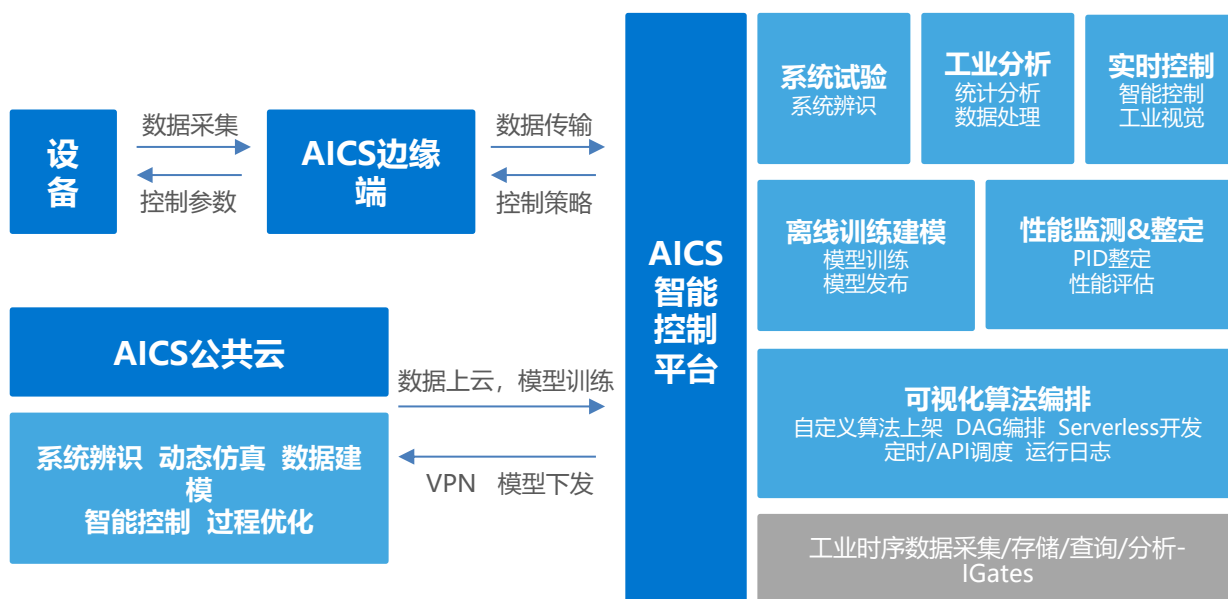 设
备
数据采集
控制参数
AICS边缘
端
数据传输
控制策略
AICS公共云
系统辨识 动态仿真 数据建
模
智能控制 过程优化
数据上云，模型训练
VPN 模型下发
AICS
智能
控制
平台
系统试验
系统辨识
工业分析
统计分析
数据处理
实时控制
智能控制
工业视觉
离线训练建模
模型训练
模型发布
性能监测&整定
PID整定
性能评估
可视化算法编排
自定义算法上架 DAG编排 Serverless开发
定时/API调度 运行日志
工业时序数据采集/存储/查询/分析-
IGates